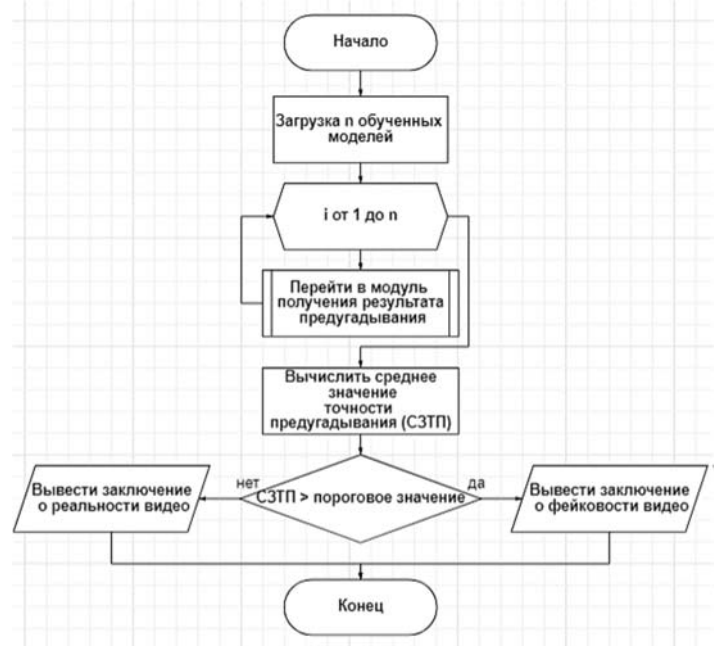 Начало
Загрузка n обученных
моделей
i от 1 до n
Перейти в модуль
получения результата
предугадывания
Вычислить среднее
значение
точности
предугадывания (СЗТП)
нет
СЗТП > пороговое значение
да
Вывести заключение
о реальности видео
Вывести заключение
о фейковости видео
Конец